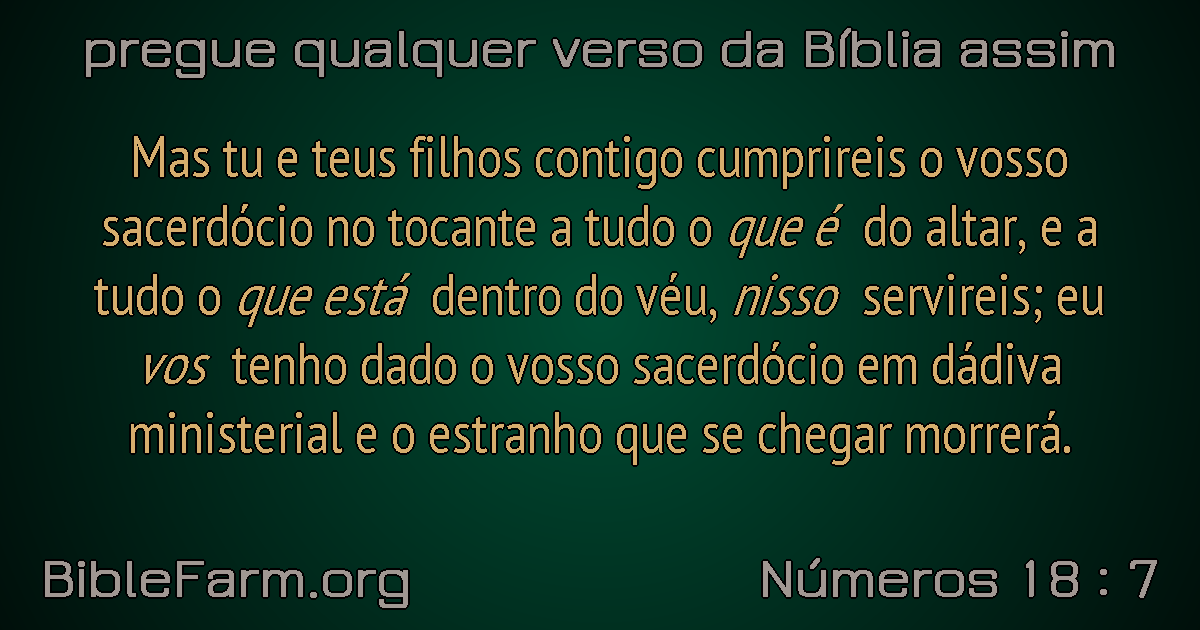 pregue qualquer verso da Bíblia assim
Mas tu e teus filhos contigo cumprireis o vosso
sacerdócio no tocante a tudo o que é do altar, e a
tudo o que está dentro do véu, nisso servireis; eu
vos tenho dado o vosso sacerdócio em dádiva
ministerial e o estranho que se chegar morrerá.
BibleFarm.org
Números 18 : 7